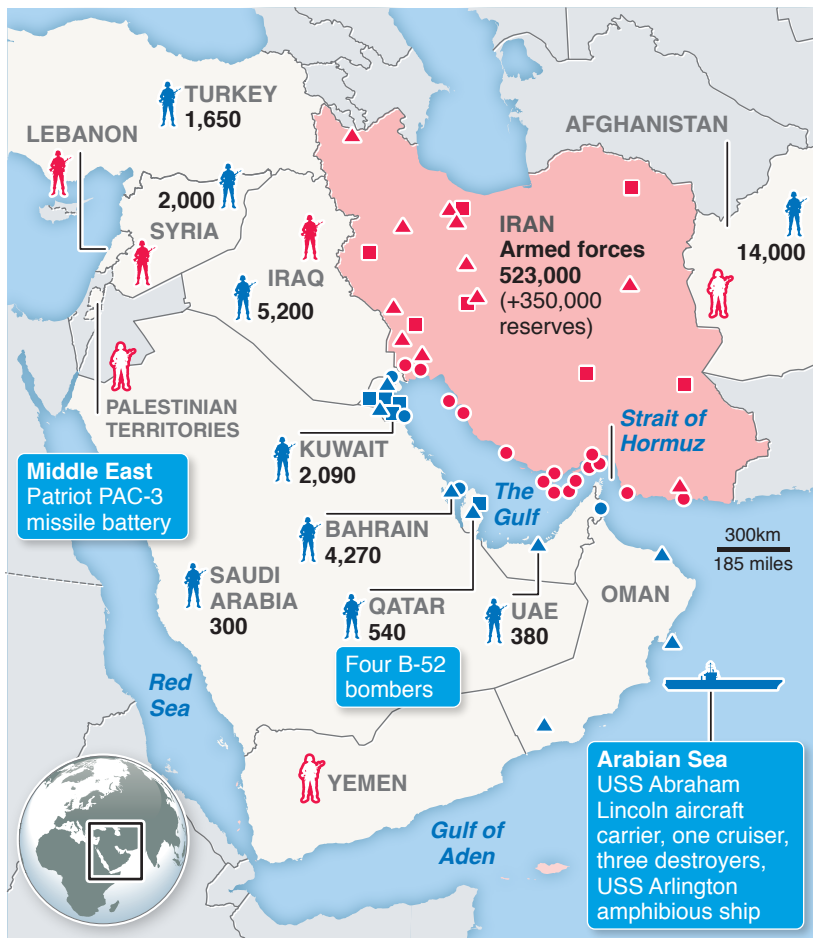 TURKEY
1,650
LEBANON
AFGHANISTAN
2,000
SYRIA
IRAN
Armed forces
523,000
(+350,000
reserves)
14,000
IRAQ
5,200
PALESTINIAN
TERRITORIES
Strait of
Hormuz
KUWAIT
2,090
Middle East
Patriot PAC-3
missile battery
The
Gulf
BAHRAIN
4,270
300km
185 miles
SAUDI
ARABIA
300
QATAR
540
UAE
380
OMAN
Four B-52
bombers
Red
Sea
Arabian Sea
USS Abraham
Lincoln aircraft
carrier, one cruiser,
three destroyers,
USS Arlington
amphibious ship
YEMEN
Gulf of
Aden